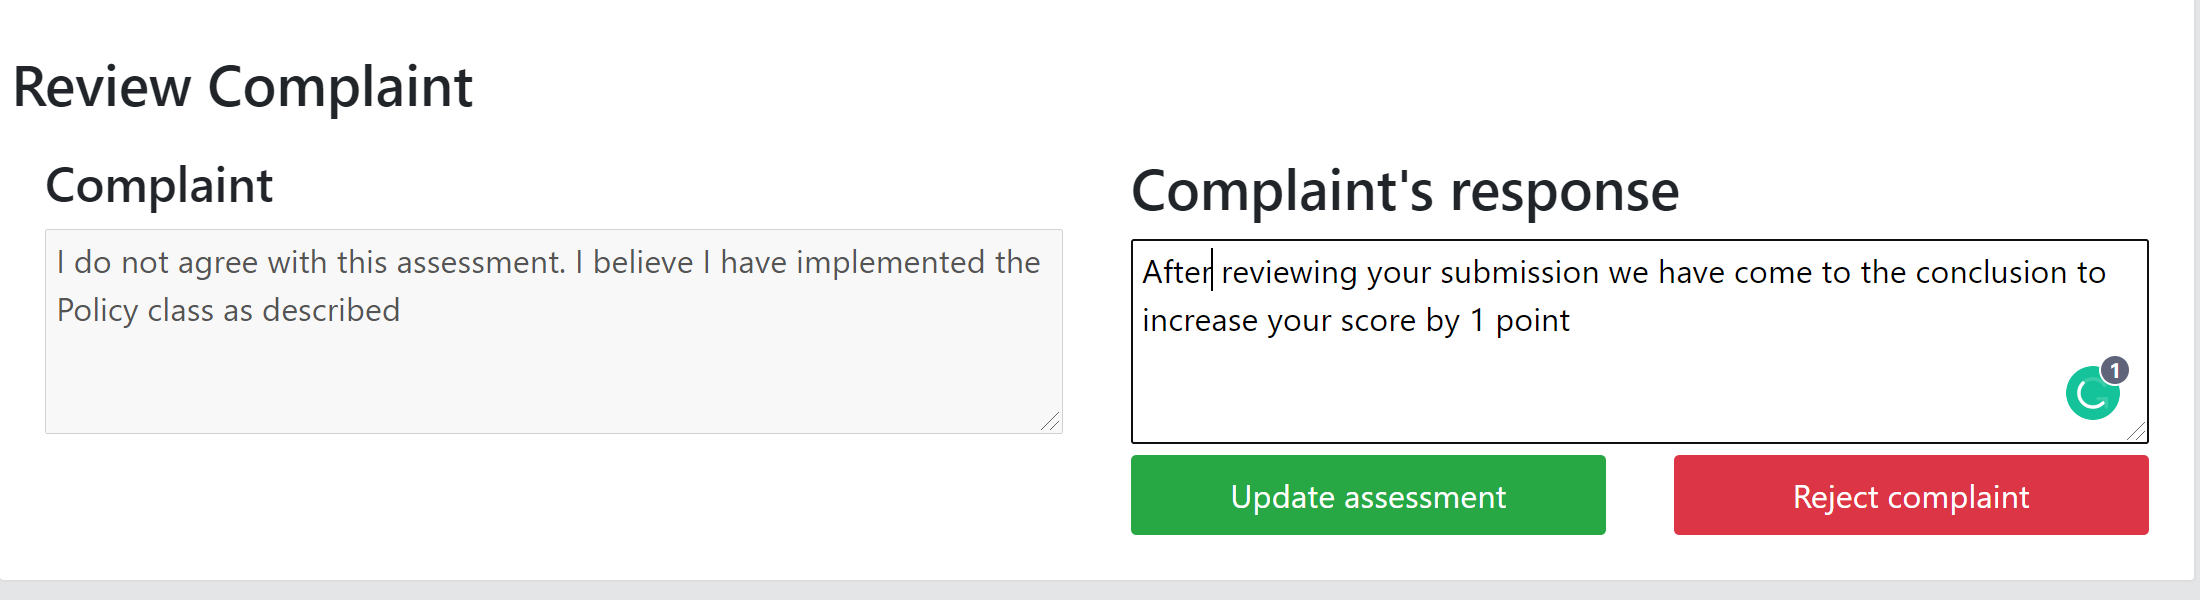 Review Complaint
Complaint
I do not agree with this assessment. I believe I have implemented the
Policy class as described
Complaint's response
After reviewing your submission we have come to the conclusion to
increase your score by 1 point
1
Update assessment
Reject complaint